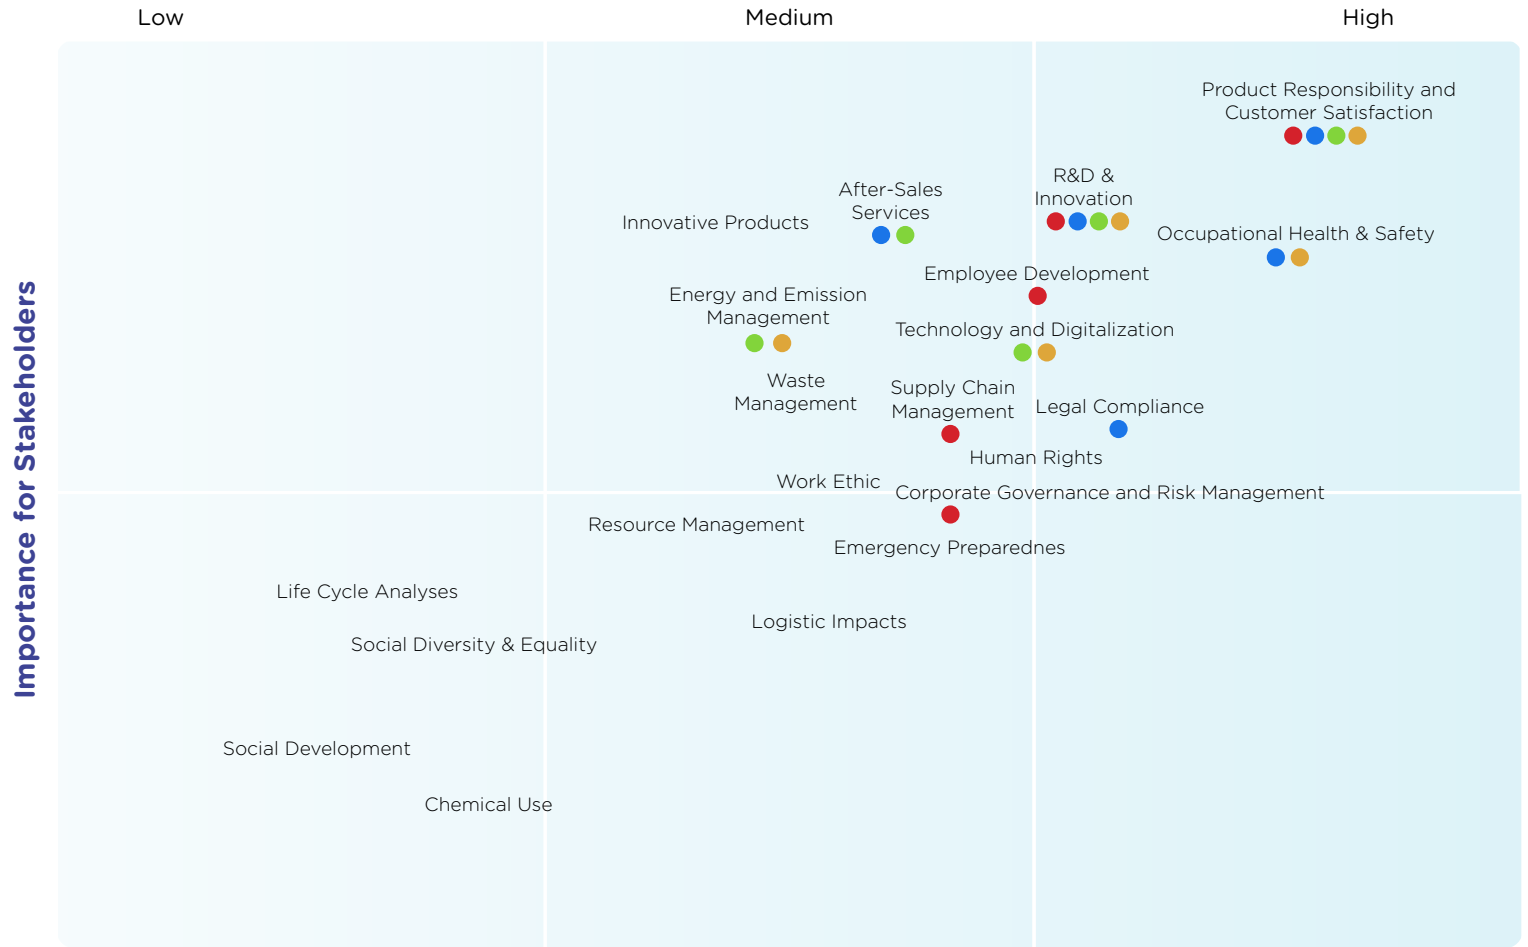 Low
Medium
High
Importance for Stakeholders
Product Responsibility and
Customer Satisfaction
R&D &
Innovation
After-Sales
Services
Innovative Products
Occupational Health & Safety
Employee Development
Energy and Emission
Management
Technology and Digitalization
Waste
Management
Supply Chain
Management
Legal Compliance
Human Rights
Work Ethic
Corporate Governance and Risk Management
Resource Management
Emergency Preparednes
Life Cycle Analyses
Logistic Impacts
Social Diversity & Equality
Social Development
Chemical Use